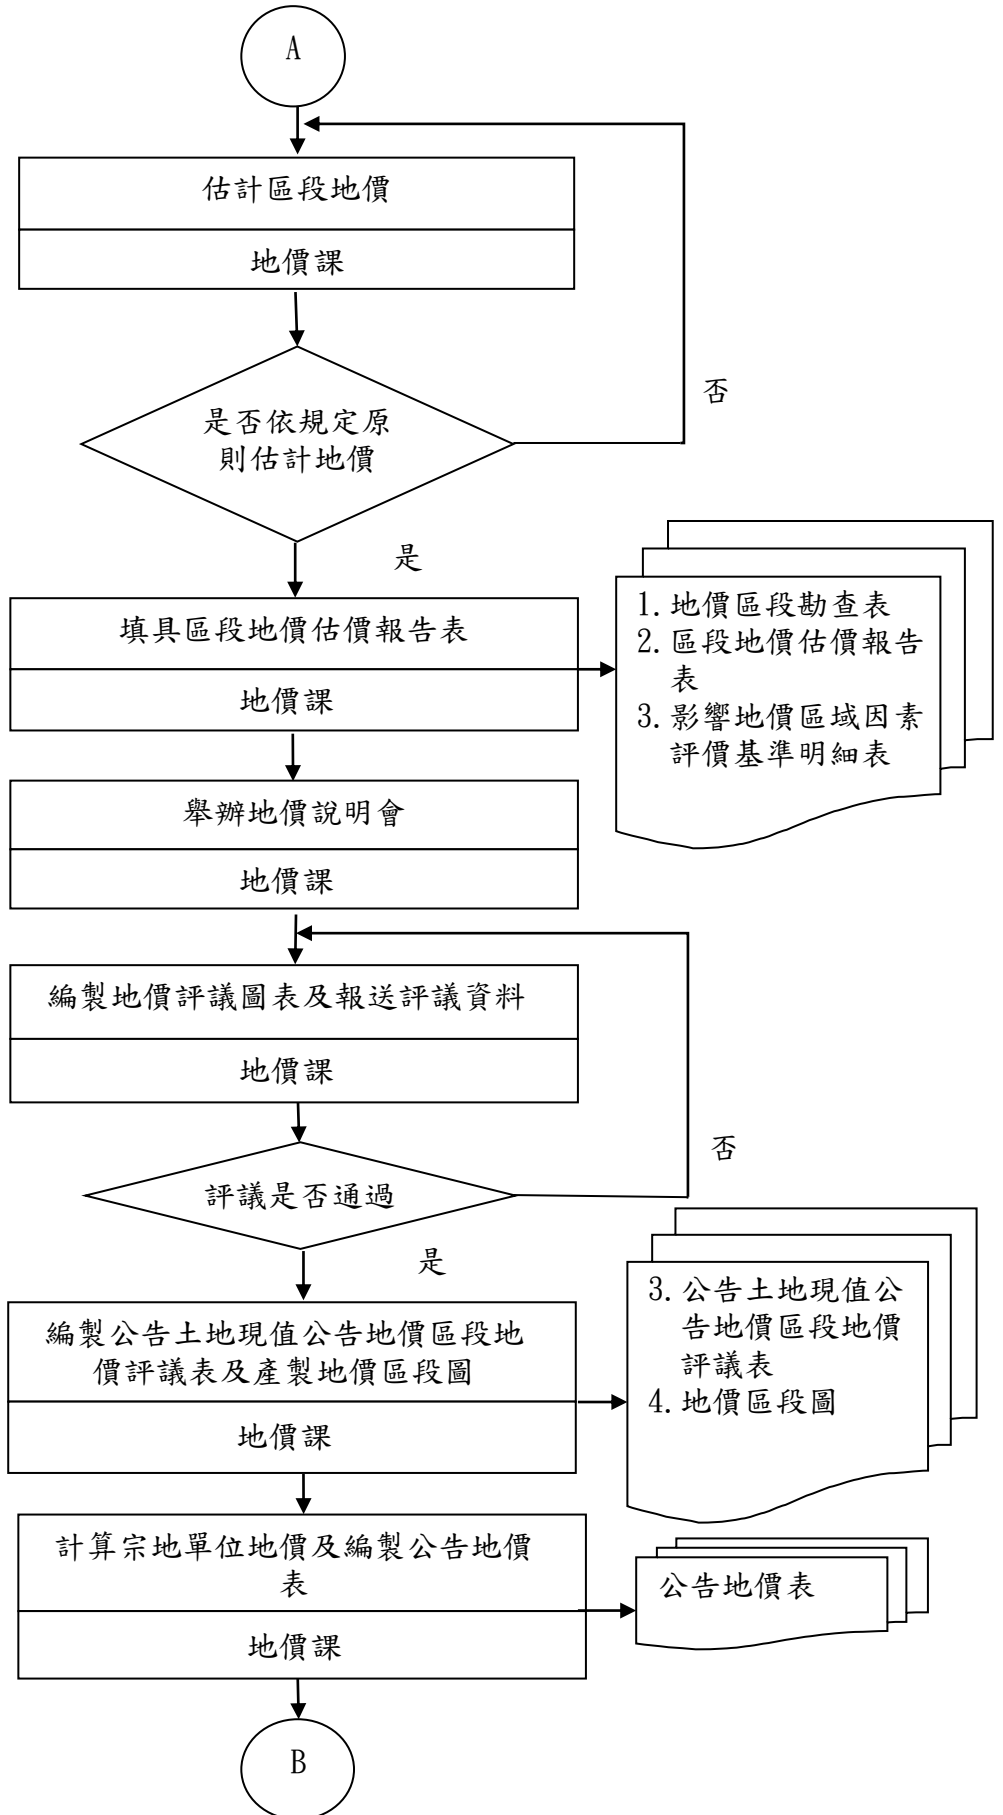 A
估計區段地價
地價課
是否依規定原
則估計地價
否
是
填具區段地價估價報告表
地價課
1.地價區段勘查表
2.區段地價估價報告
表
3.影響地價區域因素
評價基準明細表
舉辦地價說明會
地價課
編製地價評議圖表及報送評議資料
地價課
評議是否通過
否
是
編製公告土地現值公告地價區段地
價評議表及產製地價區段圖
地價課
3.公告土地現值公
告地價區段地價
評議表
4.地價區段圖
計算宗地單位地價及編製公告地價
表
地價課
公告地價表
B